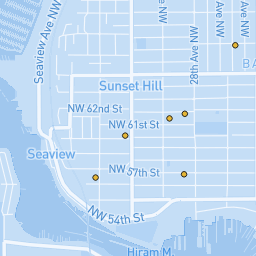 Seaview Ave NW
28th Ave NW
BA
Sunset Hill
NW 62nd St
NW 61st St
Seaview
NW 57th St
NW 54th St
Hiram M.